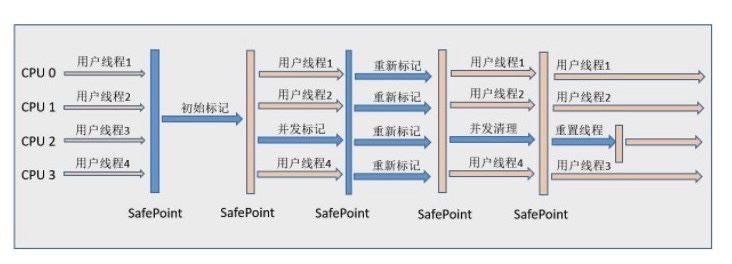 CPU 0 用户线程1 用户线程1 重新标记 用户线程1 用户线程1
CPU 1 用户线程2 初始标记 用户线程2 重新标记 用户线程2 用户线程2
CPU 2 用户线程3 并发标记 重新标记 并发清理 重置线程
CPU 3 用户线程4 用户线程4 重新标记 用户线程4 用户线程3
SafePoint SafePoint SafePoint SafePoint SafePoint